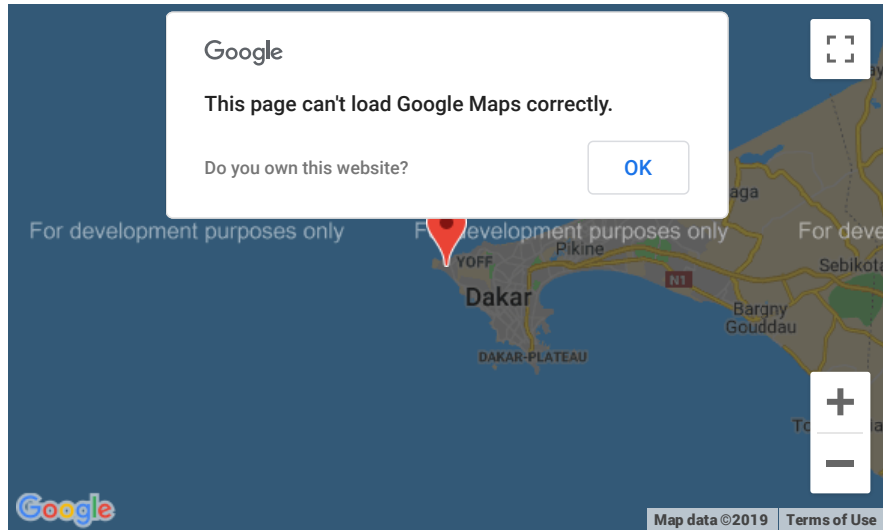 Google
This page can't load Google Maps correctly.
Do you own this website?
OK
For development purposes only
For development purposes only
For deve
aga
Pikine
YOFF
Sebikota
N1
Dakar
Bargny
Gouddau
DAKAR-PLATEAU
Google
Map data ©2019
Terms of Use